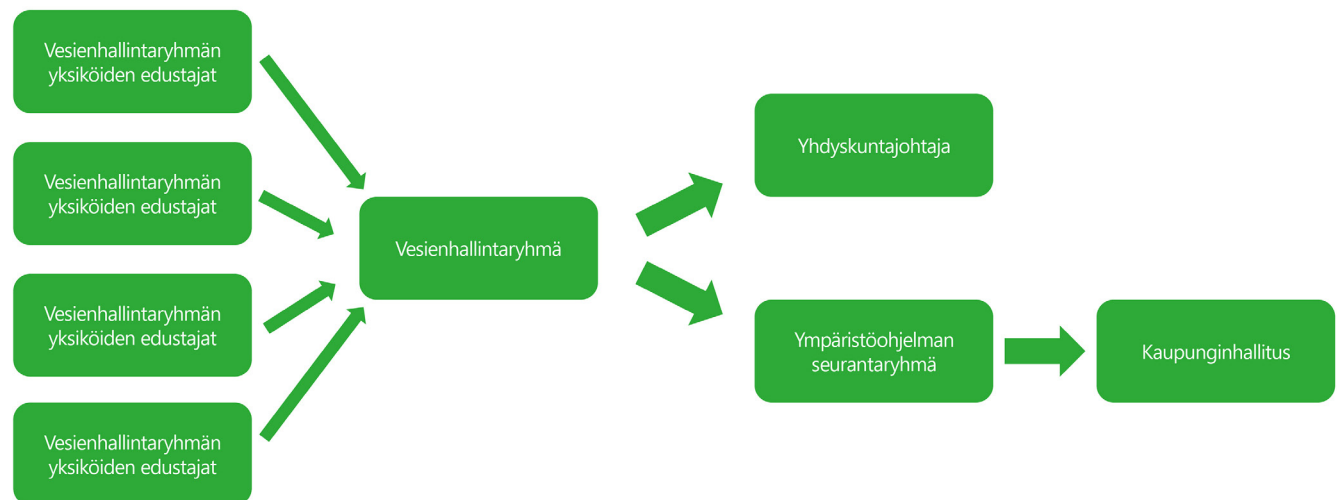 Vesienhallintaryhmän
yksiköiden edustajat
Vesienhallintaryhmän
yksiköiden edustajat
Vesienhallintaryhmän
yksiköiden edustajat
Vesienhallintaryhmän
yksiköiden edustajat
Vesienhallintaryhmä
Yhdyskuntajohtaja
Ympäristöohjelman
seurantaryhmä
Kaupunginhallitus